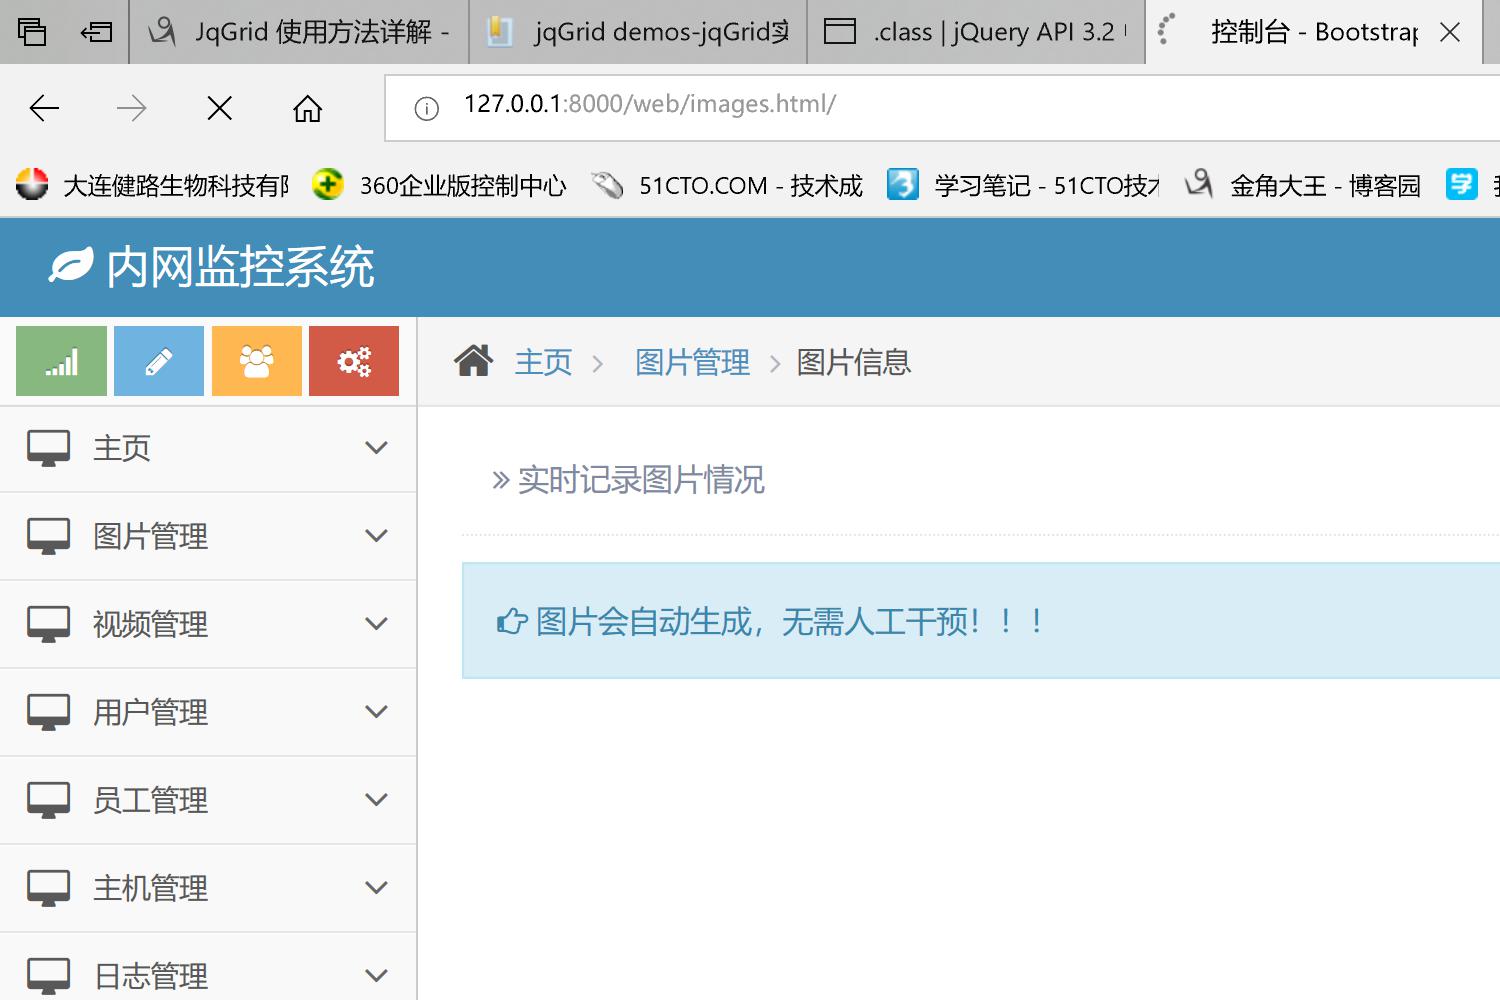 JqGrid 使用方法详解 -
jqGrid demos-jqGrid实
.class | jQuery API 3.2
控制台 - Bootstrap
127.0.0.1:8000/web/images.html/
大连健路生物科技有限
360企业版控制中心
51CTO.COM - 技术成
学习笔记 - 51CTO技术
金角大王 - 博客园
学
内网监控系统
主页
图片管理
图片信息
主页
» 实时记录图片情况
图片管理
图片会自动生成，无需人工干预！！！
视频管理
用户管理
员工管理
主机管理
日志管理